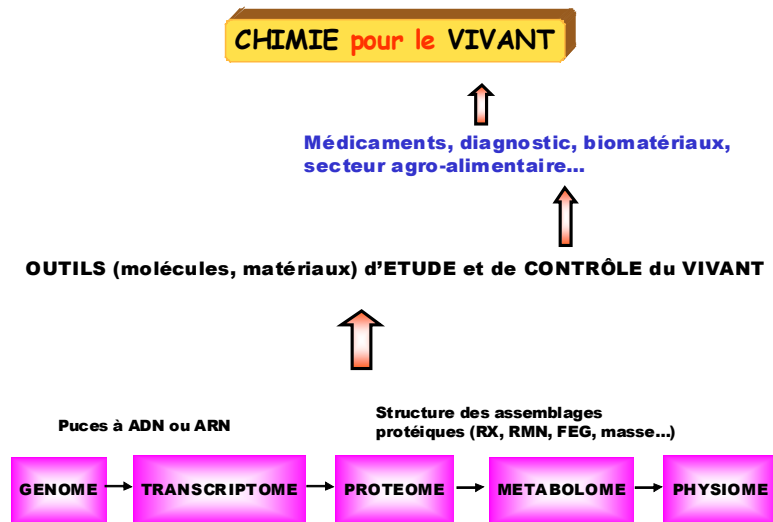 CHIMIE pour le VIVANT
Médicaments, diagnostic, biomatériaux,
secteur agro-alimentaire...
OUTILS (molécules, matériaux) d’ETUDE et de CONTRÔLE du VIVANT
Puces à ADN ou ARN
Structure des assemblages
protéiques (RX, RMN, FEG, masse...)
GENOME
TRANSCRIPTOME
PROTEOME
METABOLOME
PHYSIOME